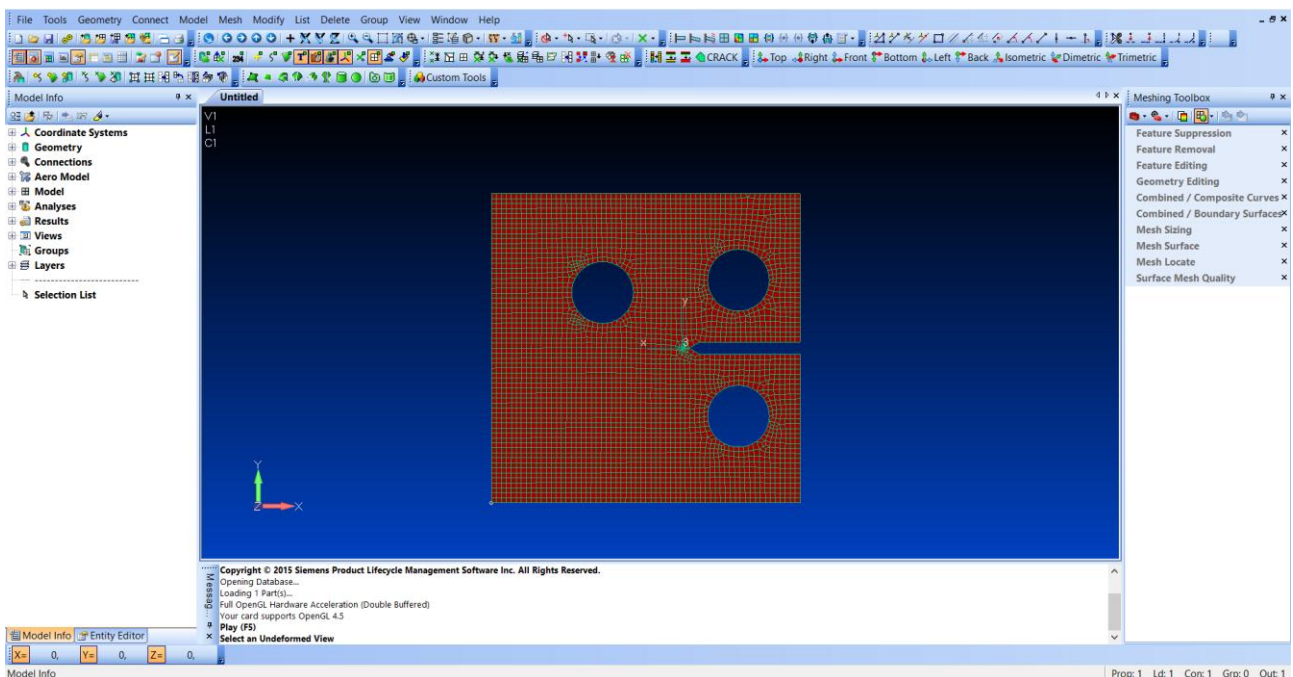 File Tools Geometry Connect Model Mesh Modify List Delete Group View Window Help
CRACK Top Right Front Bottom Left Back Isometric Dimetric Trimetric
Custom Tools
Model Info
Coordinate Systems
Geometry
Connections
Aero Model
Model
Analyses
Results
Views
Groups
Layers
Selection List
Model Info Entity Editor
Untitled
V1
L1
C1
y
x
Y
Z X
Messag...
Copyright © 2015 Siemens Product Lifecycle Management Software Inc. All Rights Reserved.
Opening Database...
Loading 1 Part(s)...
Full OpenGL Hardware Acceleration (Double Buffered)
Your card supports OpenGL 4.5
Play (F5)
Select an Undeformed View
Meshing Toolbox
Feature Suppression
Feature Removal
Feature Editing
Geometry Editing
Combined / Composite Curves
Combined / Boundary Surfaces
Mesh Sizing
Mesh Surface
Mesh Locate
Surface Mesh Quality
X= 0, Y= 0, Z= 0,
Model Info
Prop: 1 Ld: 1 Con: 1 Grp: 0 Out: 1